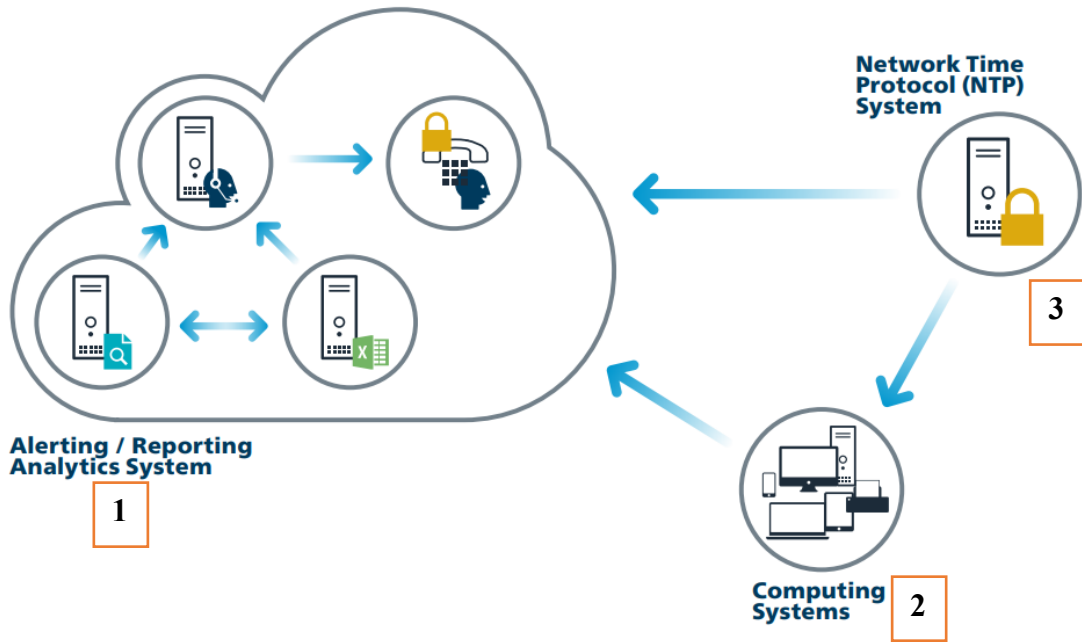 Network Time
Protocol (NTP)
System
X
3
Alerting / Reporting
Analytics System
1
Computing
Systems
2